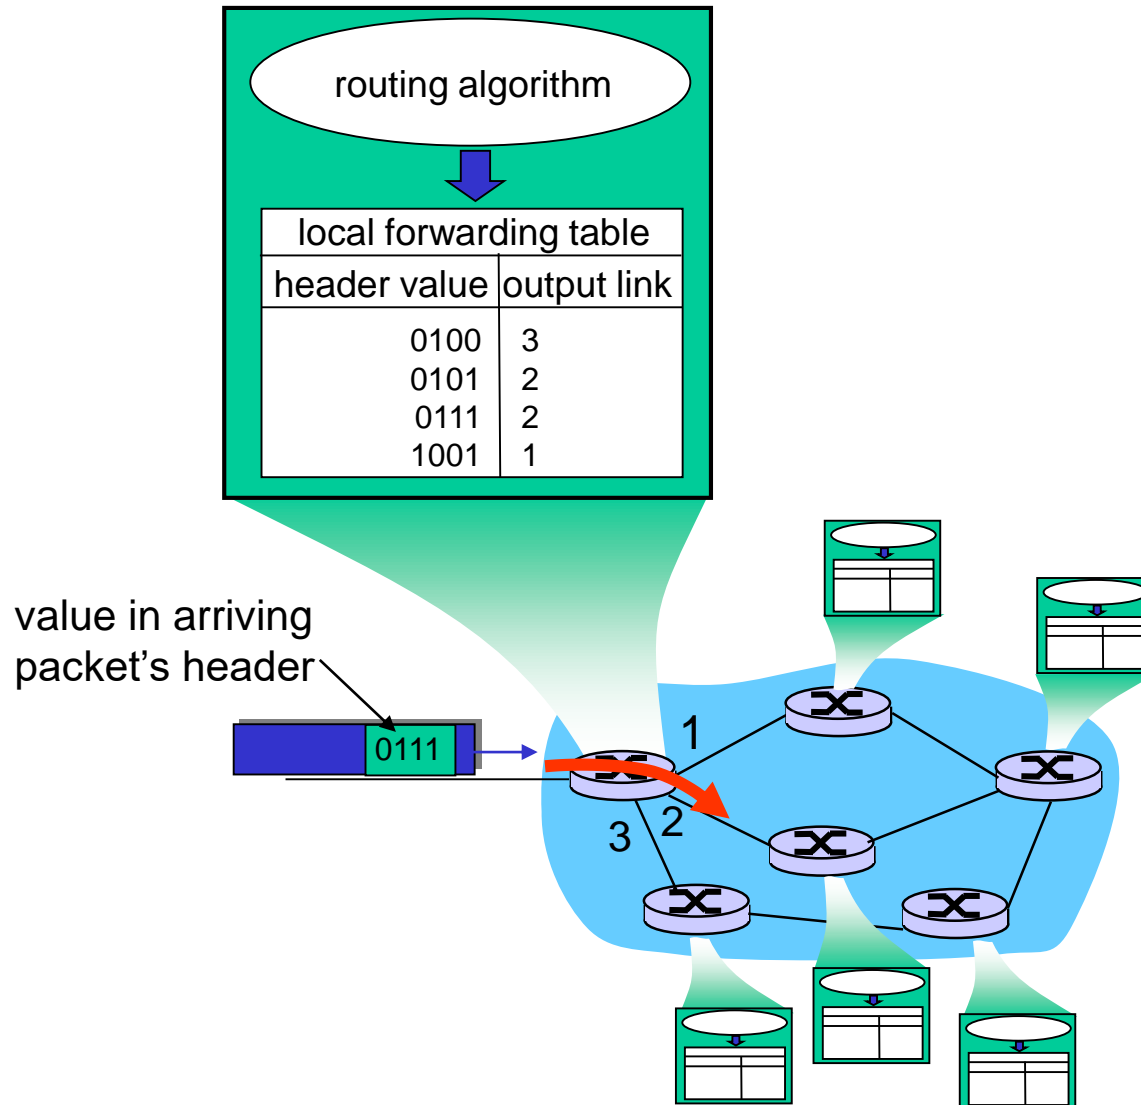 routing algorithm
local forwarding table
header value output link
0100 3
0101 2
0111 2
1001 1
value in arriving
packet’s header
0111
1
2
3